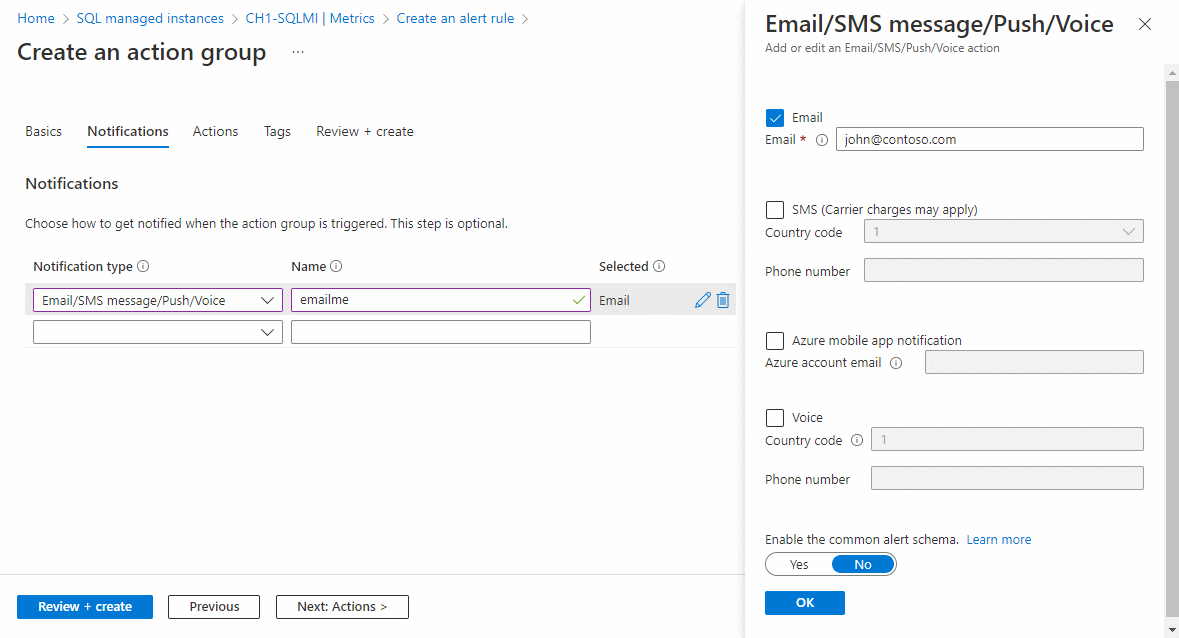 Home > SQL managed instances > CH1-SQLMI | Metrics > Create an alert rule >
Create an action group ...
Basics Notifications Actions Tags Review + create
Notifications
Choose how to get notified when the action group is triggered. This step is optional.
Notification type Name Selected
Email/SMS message/Push/Voice emailme Email
Review + create Previous Next: Actions >
Email/SMS message/Push/Voice
Add or edit an Email/SMS/Push/Voice action
Email
Email * john@contoso.com
SMS (Carrier charges may apply)
Country code 1
Phone number
Azure mobile app notification
Azure account email
Voice
Country code 1
Phone number
Enable the common alert schema. Learn more
Yes No
OK